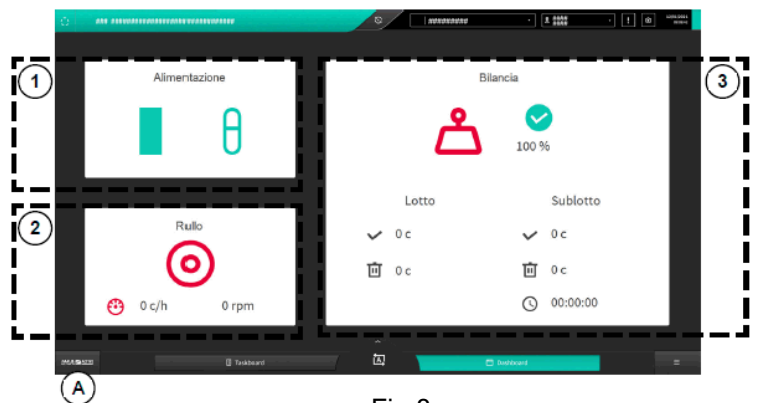 1
Alimentazione
2
Rullo
0 c/h 0 rpm
3
Bilancia
100 %
Lotto Sublotto
0 c 0 c
0 c 0 c
00:00:00
Taskboard
A
Dashboard
A